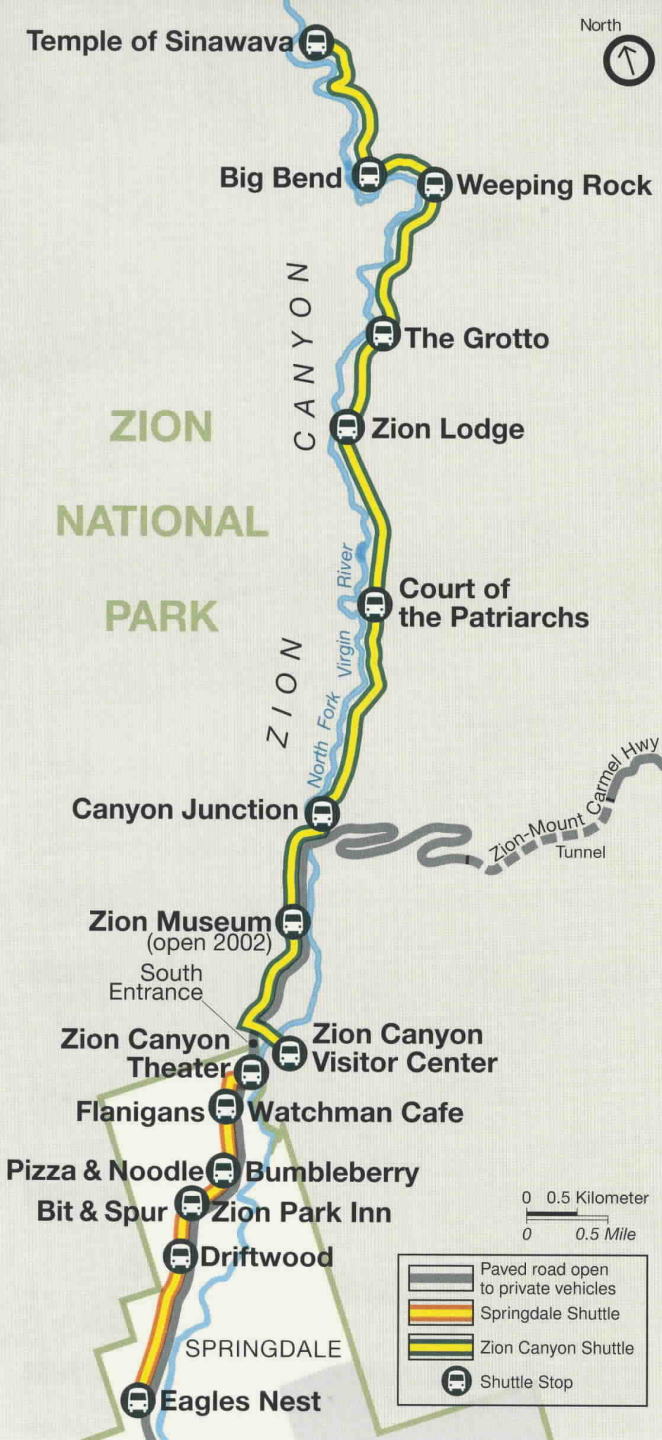 Temple of Sinawava
North
Big Bend
Weeping Rock
CANYON
The Grotto
ZION
Zion Lodge
NATIONAL
PARK
Court of
the Patriarchs
ZION
North Fork Virgin River
Canyon Junction
Zion-Mount Carmel Hwy
Tunnel
Zion Museum
(open 2002)
South
Entrance
Zion Canyon
Theater
Zion Canyon
Visitor Center
Flanigans
Watchman Cafe
Pizza & Noodle
Bumbleberry
Bit & Spur
Zion Park Inn
Driftwood
SPRINGDALE
Eagles Nest
0 0.5 Kilometer
0 0.5 Mile
Paved road open
to private vehicles
Springdale Shuttle
Zion Canyon Shuttle
Shuttle Stop